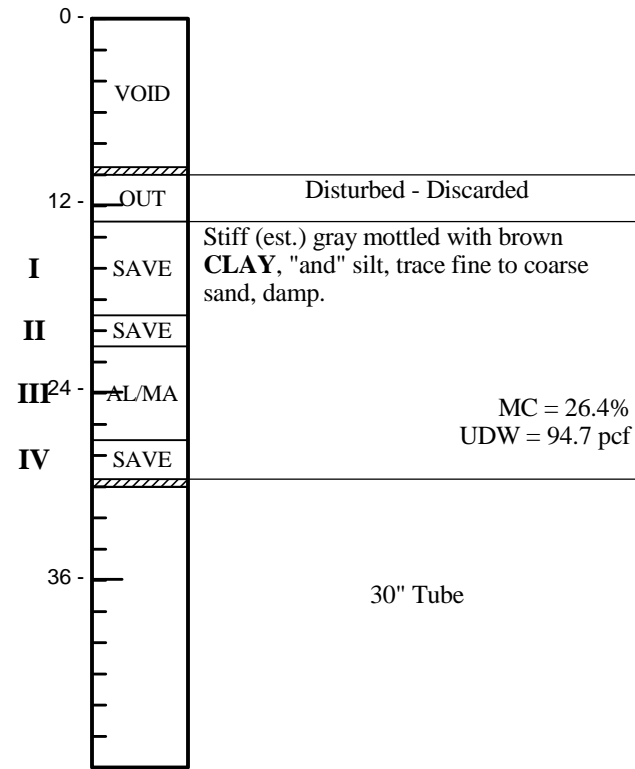 0 -
VOID
12 -
OUT
Disturbed - Discarded
I
SAVE
Stiff (est.) gray mottled with brown
CLAY, "and" silt, trace fine to coarse
sand, damp.
II
SAVE
III
24 -
AL/MA
MC = 26.4%
UDW = 94.7 pcf
IV
SAVE
36 -
30" Tube